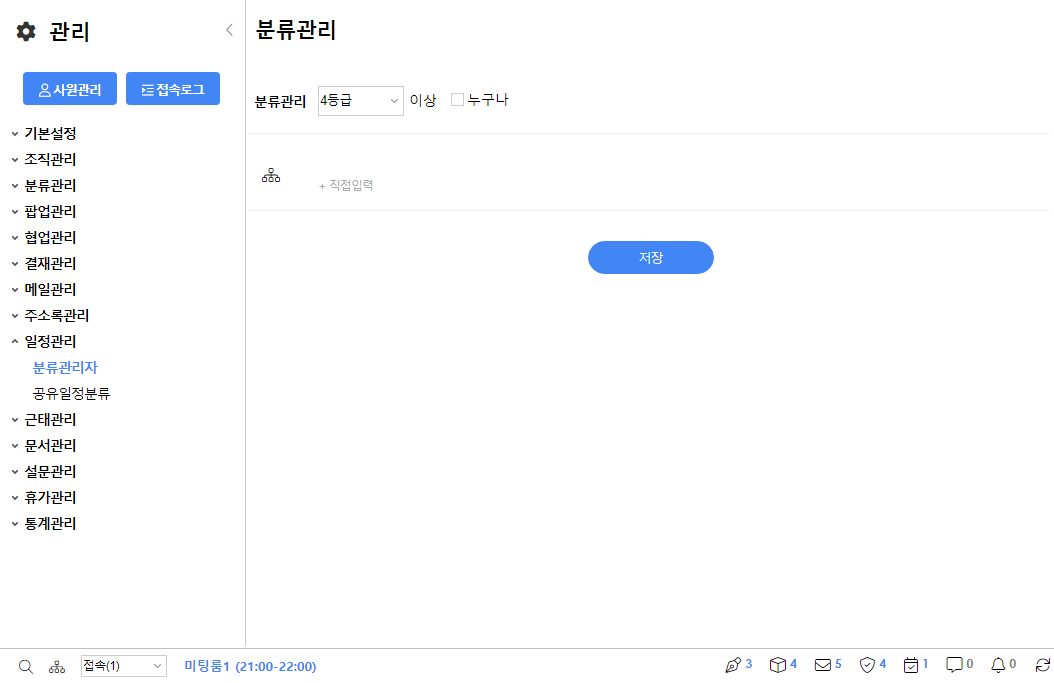 관리
사원관리 접속로그
기본설정
조직관리
분류관리
팝업관리
협업관리
결재관리
메일관리
주소록관리
일정관리
분류관리자
공유일정분류
근태관리
문서관리
설문관리
휴가관리
통계관리
분류관리
분류관리 4등급 이상 누구나
+ 직접입력
저장
접속(1) 미팅룸1 (21:00-22:00) 3 4 5 4 1 0 0